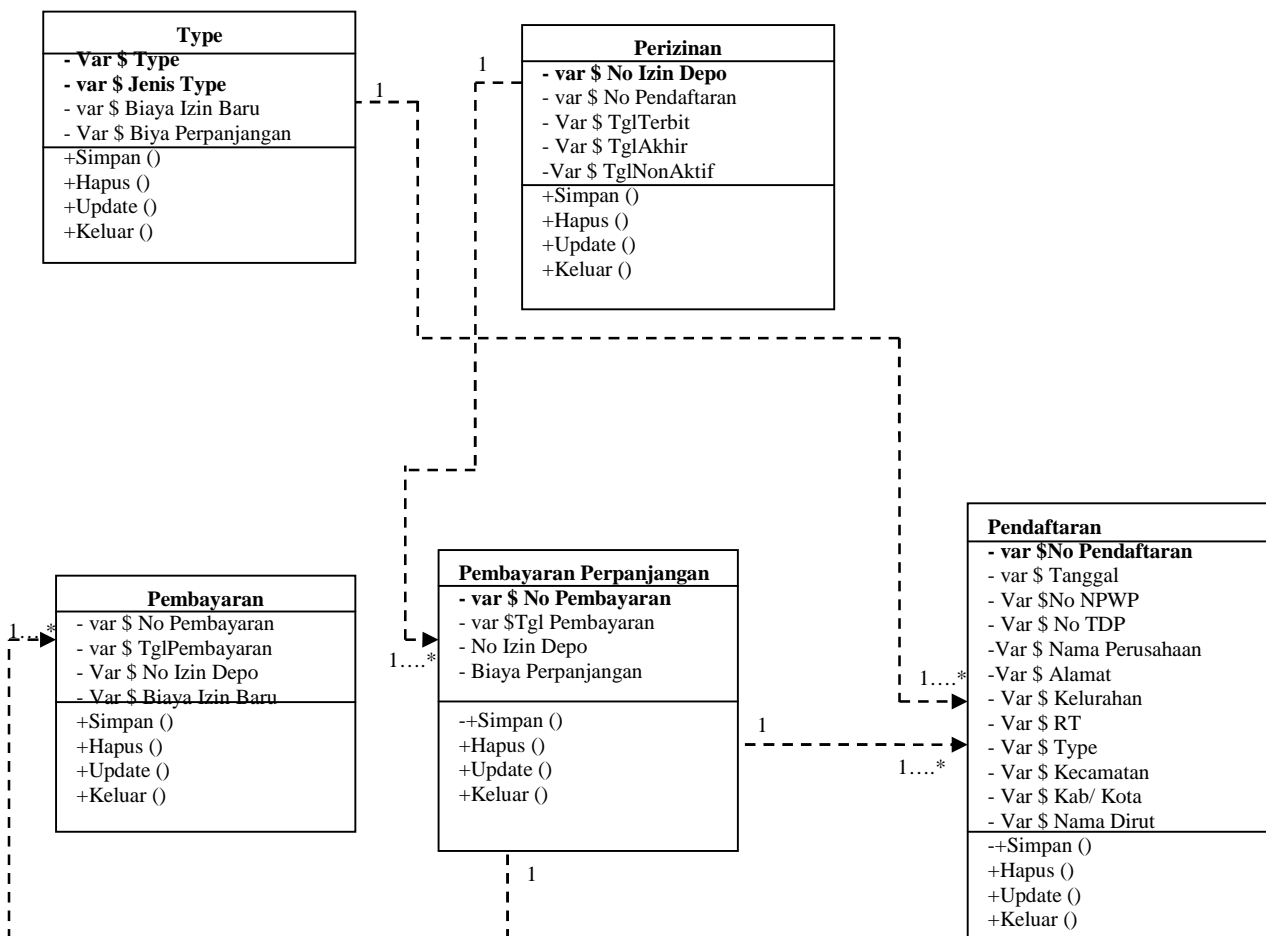 Type
- Var $ Type
- var $ Jenis Type
- var $ Biaya Izin Baru
- Var $ Biya Perpanjangan
+Simpan ()
+Hapus ()
+Update ()
+Keluar ()
1
1
Perizinan
- var $ No Izin Depo
- var $ No Pendaftaran
- Var $ TglTerbit
- Var $ TglAkhir
-Var $ TglNonAktif
+Simpan ()
+Hapus ()
+Update ()
+Keluar ()
1....*
Pembayaran
- var $ No Pembayaran
- var $ TglPembayaran
- Var $ No Izin Depo
- Var $ Biaya Izin Baru
+Simpan ()
+Hapus ()
+Update ()
+Keluar ()
1....*
Pembayaran Perpanjangan
- var $ No Pembayaran
- var $Tgl Pembayaran
- No Izin Depo
- Biaya Perpanjangan
-+Simpan ()
+Hapus ()
+Update ()
+Keluar ()
1
1
1....*
1....*
Pendaftaran
- var $No Pendaftaran
- var $ Tanggal
- Var $No NPWP
- Var $ No TDP
-Var $ Nama Perusahaan
-Var $ Alamat
- Var $ Kelurahan
- Var $ RT
- Var $ Type
- Var $ Kecamatan
- Var $ Kab/ Kota
- Var $ Nama Dirut
-+Simpan ()
+Hapus ()
+Update ()
+Keluar ()